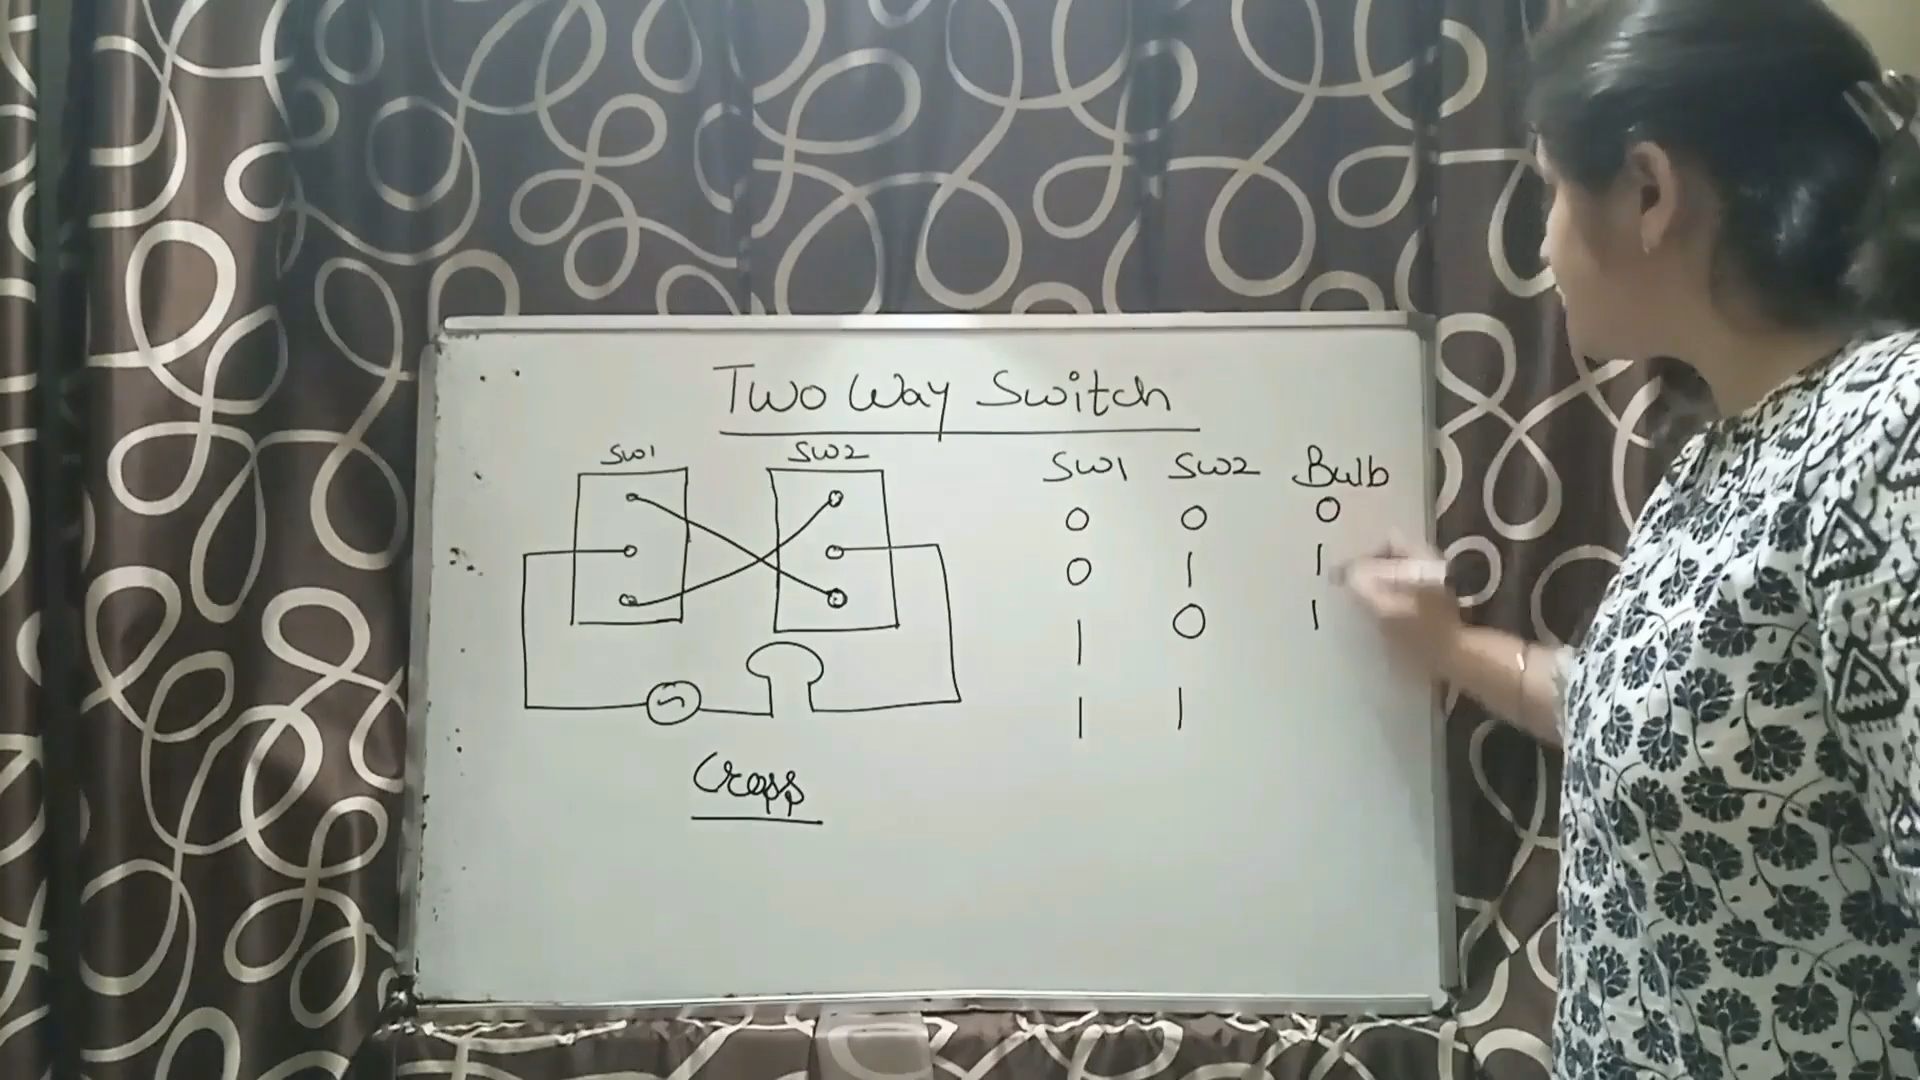 Two Way Switch
SW1 SW2
SW1 SW2 Bulb
0 0 0
0 1 1
1 0 1
1 1
Cross